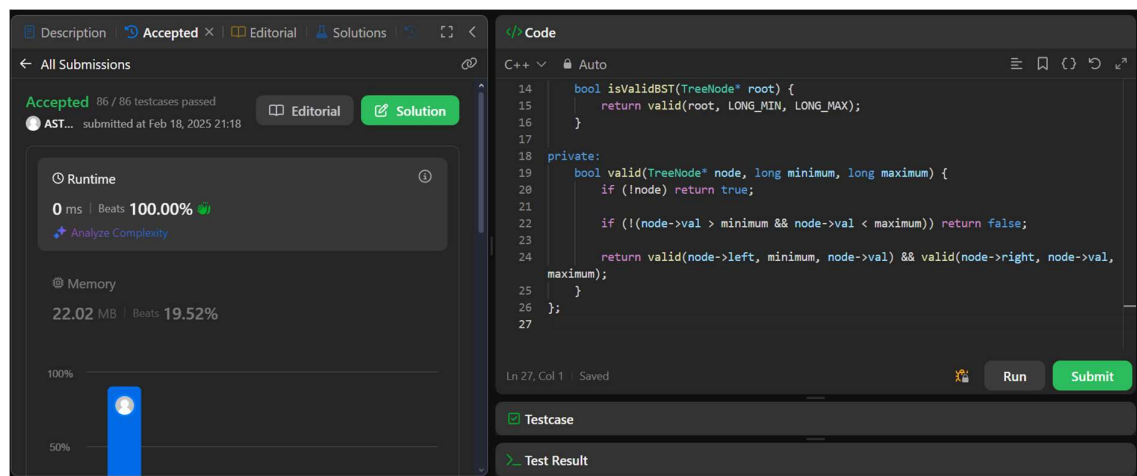 Description
Accepted
Editorial
Solutions
All Submissions
Accepted 86 / 86 testcases passed
AST... submitted at Feb 18, 2025 21:18
Editorial
Solution
Runtime
0 ms | Beats 100.00%
Analyze Complexity
Memory
22.02 MB | Beats 19.52%
100%
50%
</> Code
C++ Auto
14 bool isValidBST(TreeNode* root) {
15 return valid(root, LONG_MIN, LONG_MAX);
16 }
17
18 private:
19 bool valid(TreeNode* node, long minimum, long maximum) {
20 if (!node) return true;
21
22 if (!(node->val > minimum && node->val < maximum)) return false;
23
24 return valid(node->left, minimum, node->val) && valid(node->right, node->val,
maximum);
25 }
26 };
27
Ln 27, Col 1 | Saved
Run
Submit
Testcase
Test Result